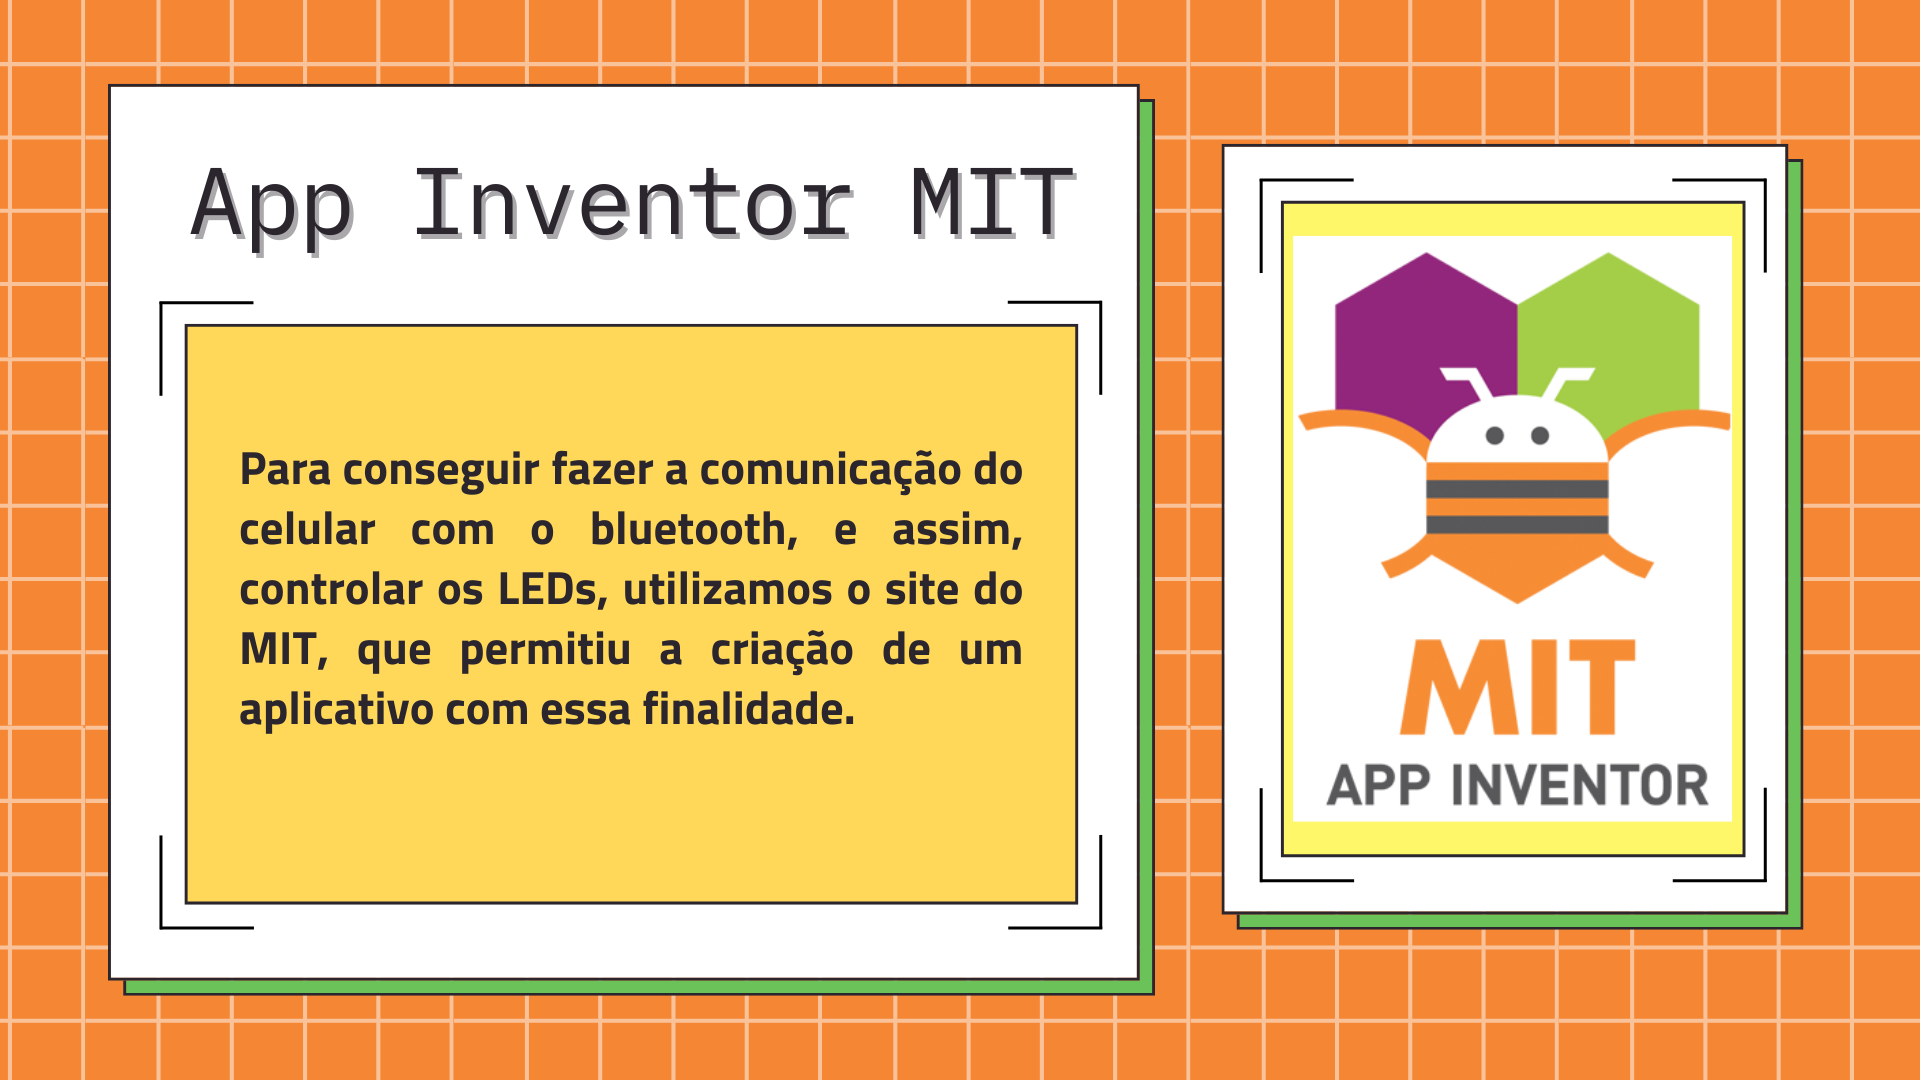 App Inventor MIT
Para conseguir fazer a comunicação do
celular com o bluetooth, e assim,
controlar os LEDs, utilizamos o site do
MIT, que permitiu a criação de um
aplicativo com essa finalidade.
MIT
APP INVENTOR